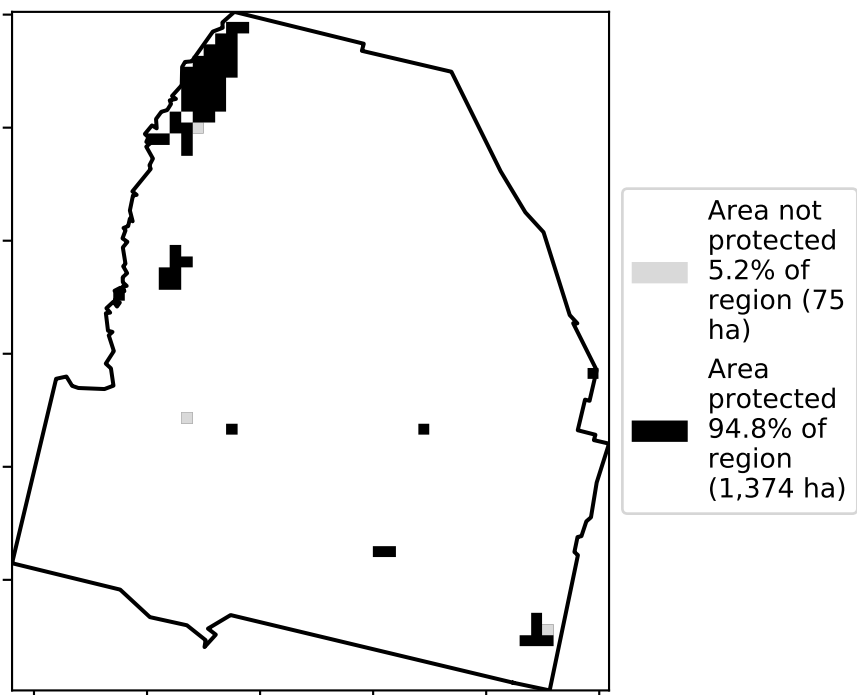 Area not
protected
5.2% of
region (75
ha)
Area
protected
94.8% of
region
(1,374 ha)